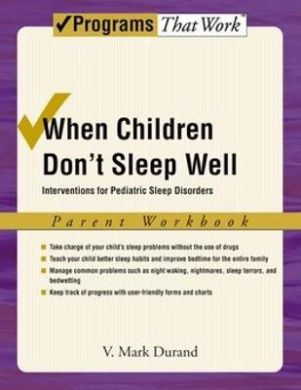 Programs That Work™
When Children
Don't Sleep Well
Interventions for Pediatric Sleep Disorders
Parent Workbook
Take charge of your child's sleep problems without the use of drugs
Teach your child better sleep habits and improve bedtime for the entire family
Manage common problems such as night waking, nightmares, sleep terrors, and
bedwetting
Keep track of progress with user-friendly forms and charts
V. Mark Durand